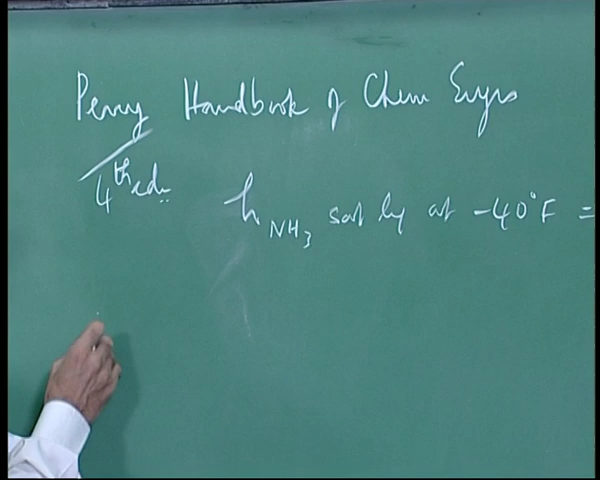 Perry Handbook of Chem Engrs
4th edn
h NH3 sat liq at -40°F =